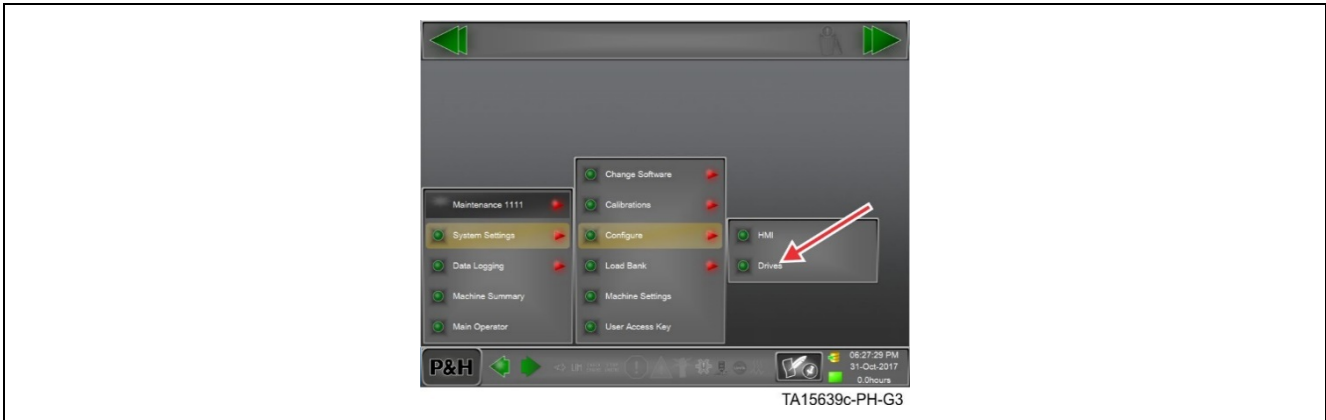 Change Software
Maintenance 1111
Calibrations
System Settings
Configure
HMI
Data Logging
Load Bank
Drives
Machine Summary
Machine Settings
Main Operator
User Access Key
P&H
06:27:29 PM
31-Oct-2017
0.0hours
TA15639c-PH-G3